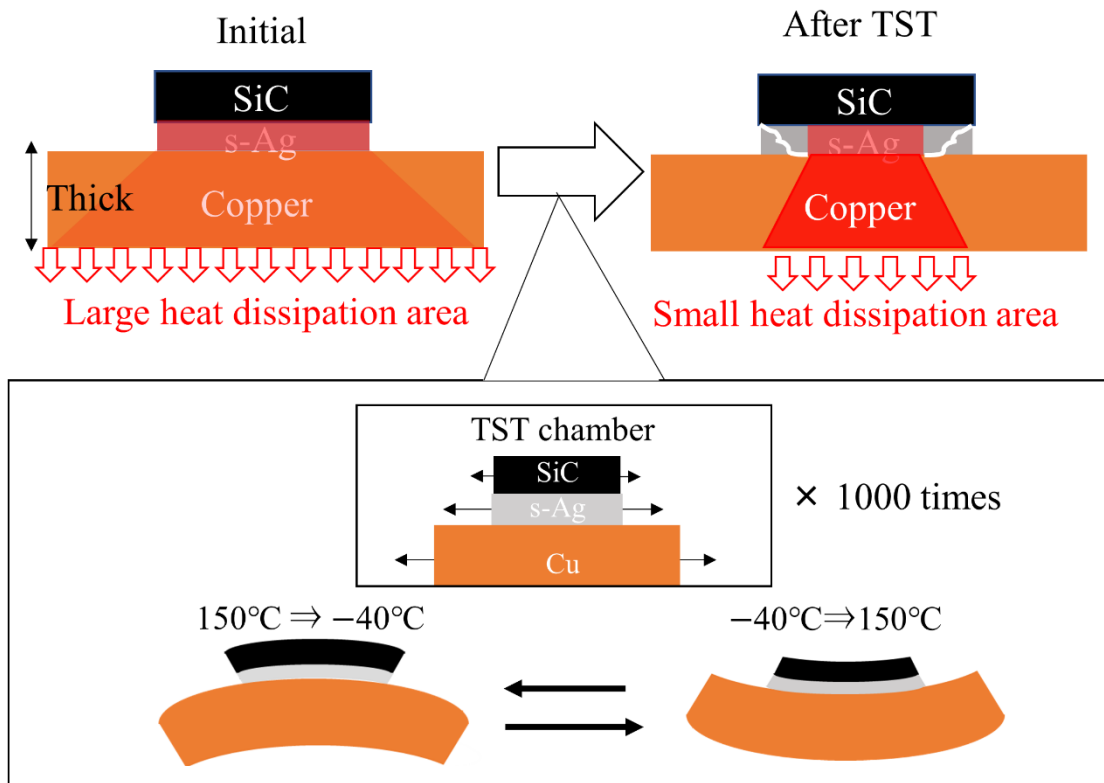 Initial
After TST
SiC
s-Ag
Thick
Copper
Large heat dissipation area
SiC
s-Ag
Copper
Small heat dissipation area
TST chamber
SiC
s-Ag
Cu
× 1000 times
150℃ ⇒ −40℃
−40℃⇒150℃